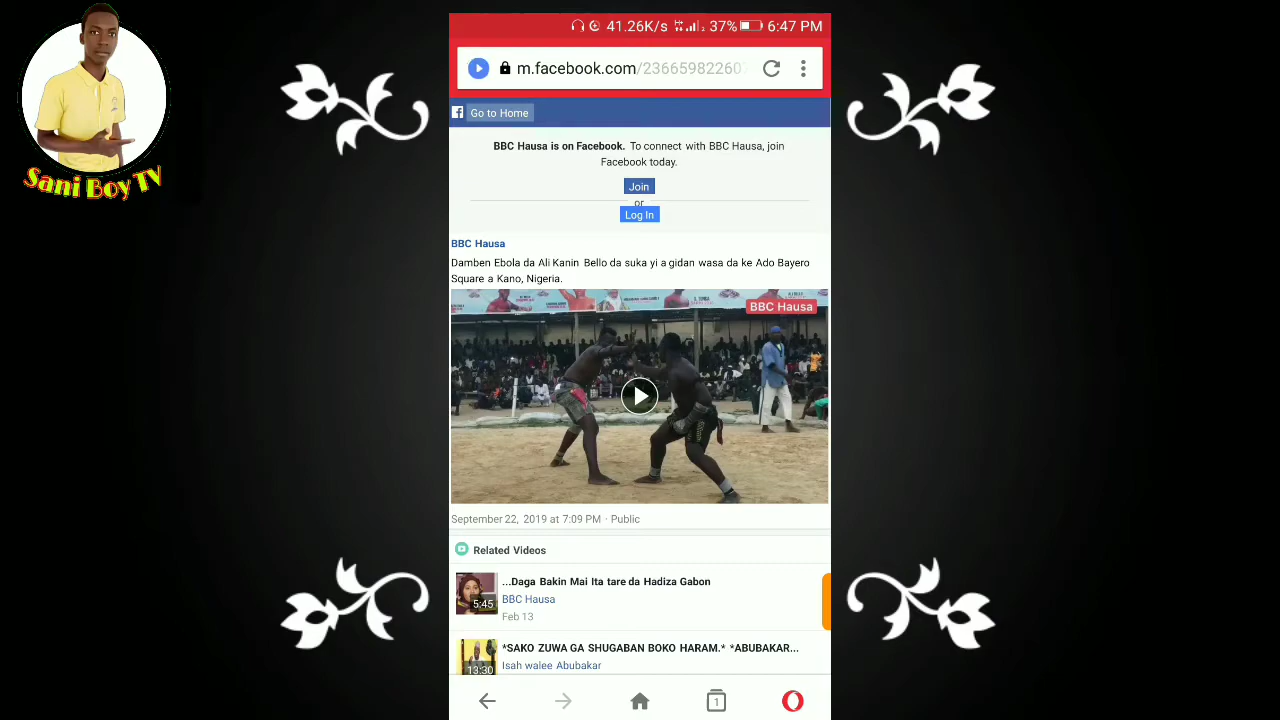 41.26K/s 37% 6:47 PM
m.facebook.com/23665982260
Go to Home
BBC Hausa is on Facebook. To connect with BBC Hausa, join
Facebook today.
Join
or
Log In
BBC Hausa
Damben Ebola da Ali Kanin Bello da suka yi a gidan wasa da ke Ado Bayero
Square a Kano, Nigeria.
BBC Hausa
September 22, 2019 at 7:09 PM · Public
Related Videos
...Daga Bakin Mai Ita tare da Hadiza Gabon
BBC Hausa
Feb 13
5:45
*SAKO ZUWA GA SHUGABAN BOKO HARAM.* *ABUBAKAR...
Isah walee Abubakar
13:30
1
Sani Boy TV